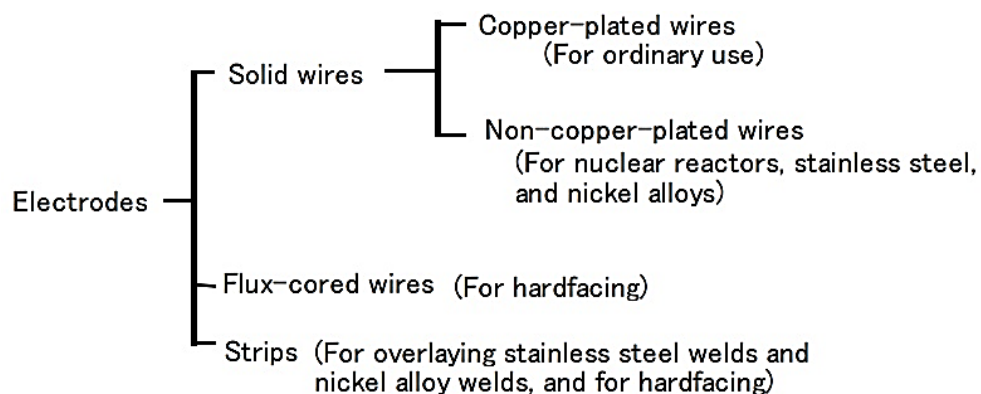 Copper-plated wires
(For ordinary use)
Solid wires
Non-copper-plated wires
(For nuclear reactors, stainless steel,
and nickel alloys)
Electrodes
Flux-cored wires (For hardfacing)
Strips (For overlaying stainless steel welds and
nickel alloy welds, and for hardfacing)